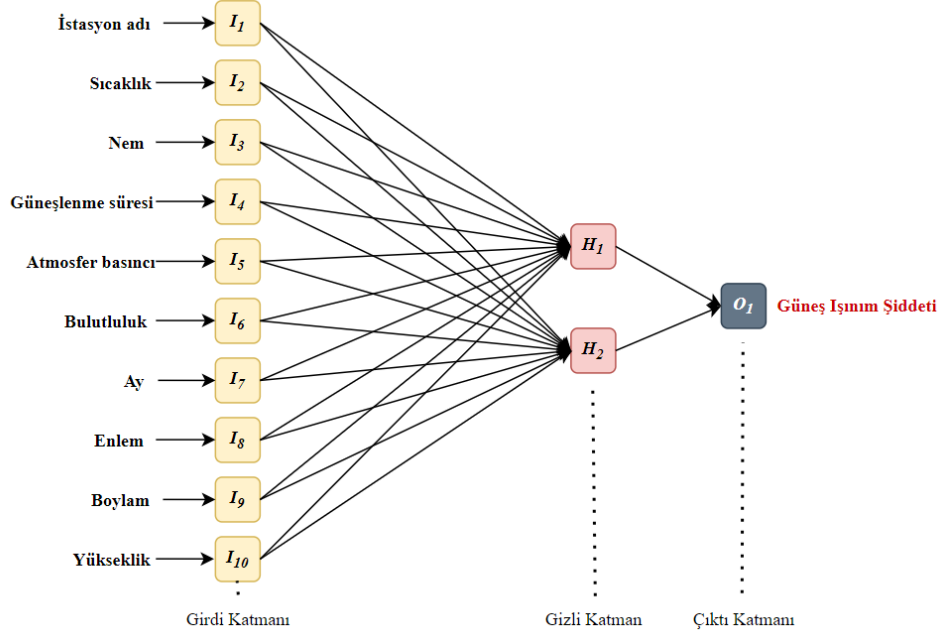 İstasyon adı I1
Sıcaklık I2
Nem I3
Güneşlenme süresi I4
Atmosfer basıncı I5
Bulutluluk I6
Ay I7
Enlem I8
Boylam I9
Yükseklik I10
H1
H2
O1 Güneş Işınım Şiddeti
Girdi Katmanı Gizli Katman Çıktı Katmanı